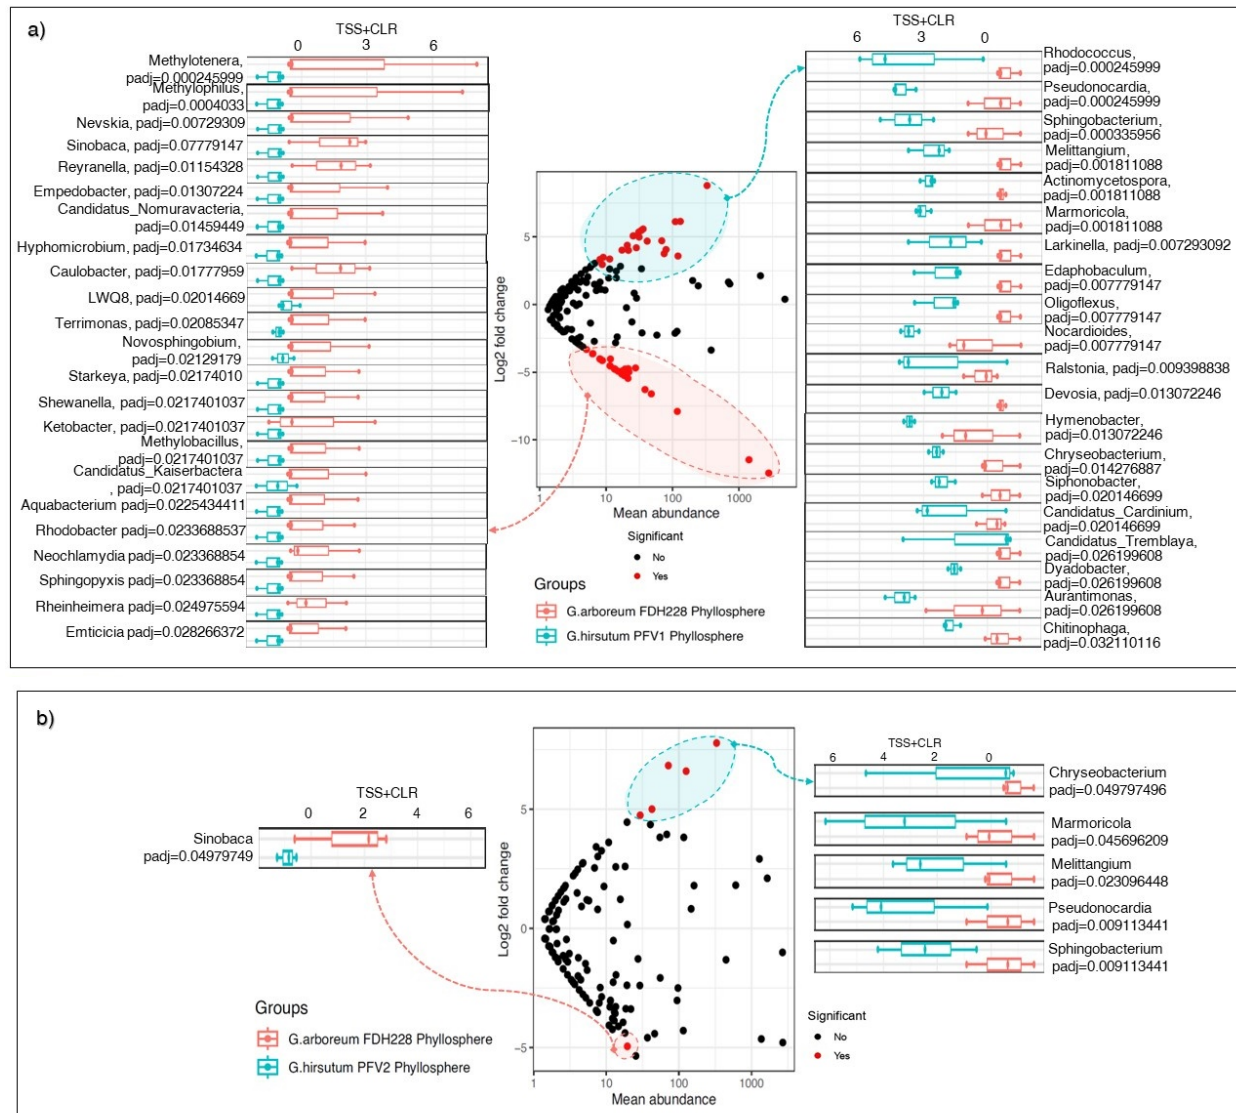 a)
TSS+CLR
0 3 6
Methylotenera,
padj=0.000245999
Methylophilus,
padj=0.0004033
Nevskia, padj=0.00729309
Sinobaca, padj=0.07779147
Reyranella, padj=0.01154328
Empedobacter, padj=0.01307224
Candidatus_Nomuravacteria,
padj=0.01459449
Hyphomicrobium, padj=0.01734634
Caulobacter, padj=0.01777959
LWQ8, padj=0.02014669
Terrimonas, padj=0.02085347
Novosphingobium,
padj=0.02129179
Starkeya, padj=0.02174010
Shewanella, padj=0.0217401037
Ketobacter, padj=0.0217401037
Methylobacillus,
padj=0.0217401037
Candidatus_Kaiserbactera
, padj=0.0217401037
Aquabacterium padj=0.0225434411
Rhodobacter padj=0.0233688537
Neochlamydia padj=0.023368854
Sphingopyxis padj=0.023368854
Rheinheimera padj=0.024975594
Emticicia padj=0.028266372
Log2 fold change
5
0
−5
−10
1 10 100 1000
Mean abundance
Significant
No
Yes
Groups
G.arboreum FDH228 Phyllosphere
G.hirsutum PFV1 Phyllosphere
TSS+CLR
6 3 0
Rhodococcus,
padj=0.000245999
Pseudonocardia,
padj=0.000245999
Sphingobacterium,
padj=0.000335956
Melittangium,
padj=0.001811088
Actinomycetospora,
padj=0.001811088
Marmoricola,
padj=0.001811088
Larkinella, padj=0.007293092
Edaphobaculum,
padj=0.007779147
Oligoflexus,
padj=0.007779147
Nocardioides,
padj=0.007779147
Ralstonia, padj=0.009398838
Devosia, padj=0.013072246
Hymenobacter,
padj=0.013072246
Chryseobacterium,
padj=0.014276887
Siphonobacter,
padj=0.020146699
Candidatus_Cardinium,
padj=0.020146699
Candidatus_Tremblaya,
padj=0.026199608
Dyadobacter,
padj=0.026199608
Aurantimonas,
padj=0.026199608
Chitinophaga,
padj=0.032110116
b)
TSS+CLR
0 2 4 6
Sinobaca
padj=0.04979749
Groups
G.arboreum FDH228 Phyllosphere
G.hirsutum PFV2 Phyllosphere
Log2 fold change
5
0
−5
1 10 100 1000
Mean abundance
TSS+CLR
6 4 2 0
Chryseobacterium
padj=0.049797496
Marmoricola
padj=0.045696209
Melittangium
padj=0.023096448
Pseudonocardia
padj=0.009113441
Sphingobacterium
padj=0.009113441
Significant
No
Yes